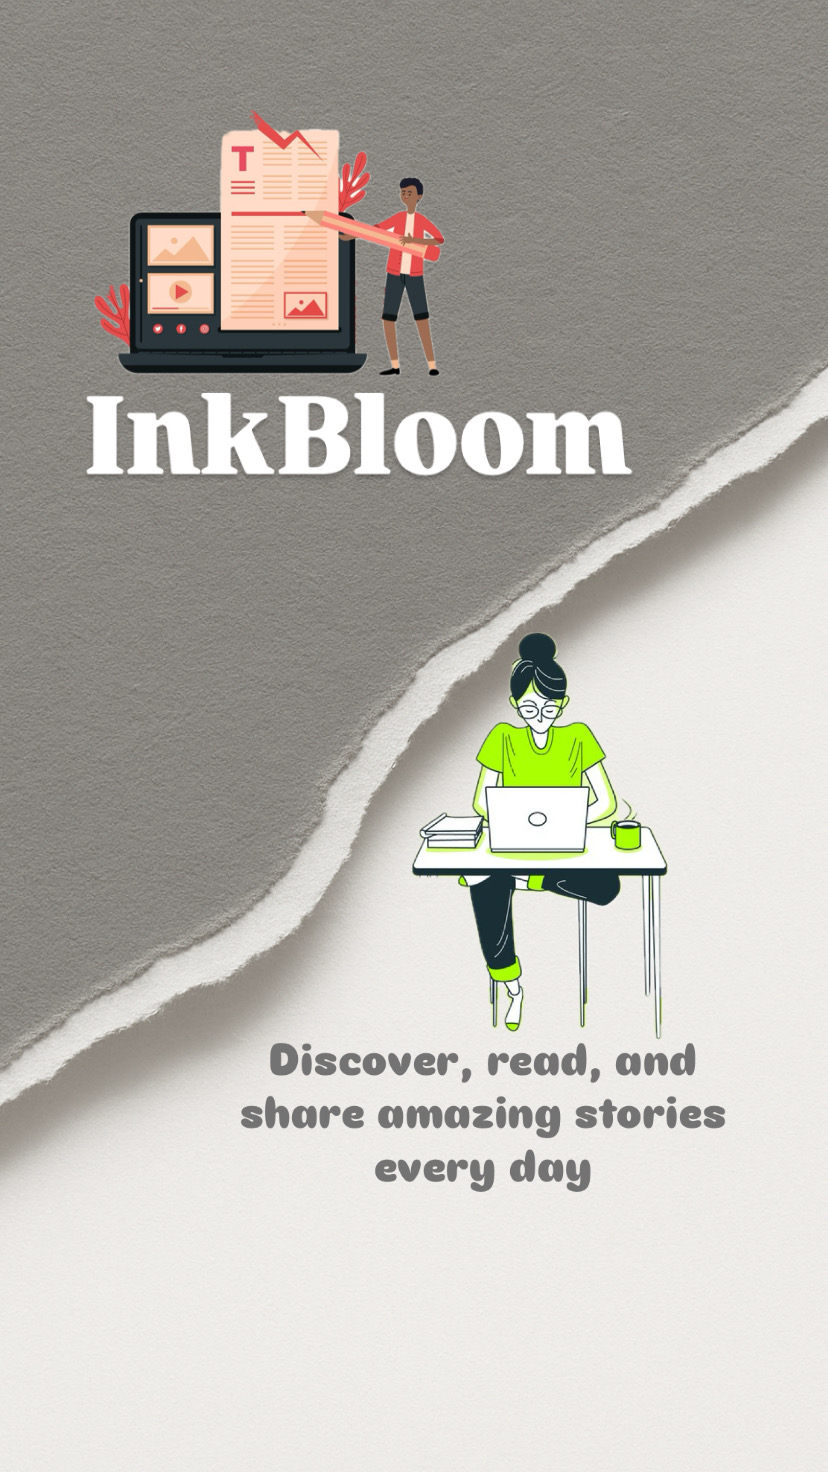 T
InkBloom
Discover, read, and
share amazing stories
every day